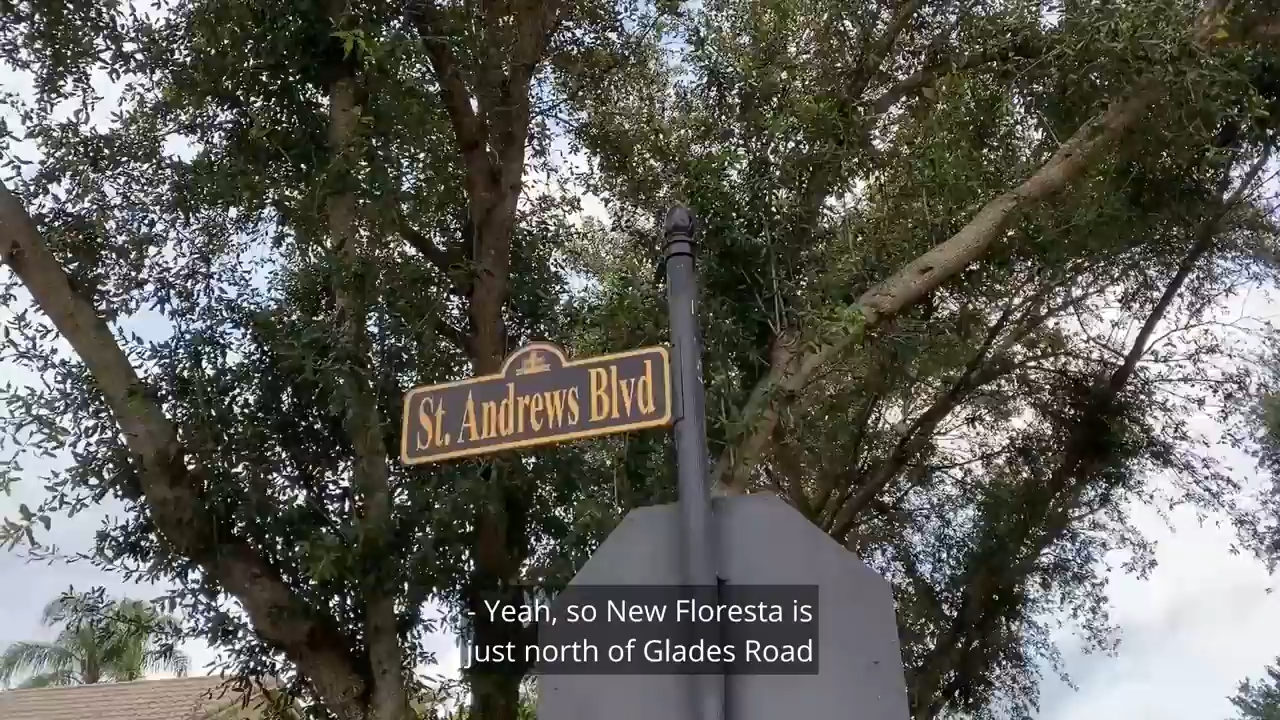 St. Andrews Blvd
- Yeah, so New Floresta is
just north of Glades Road